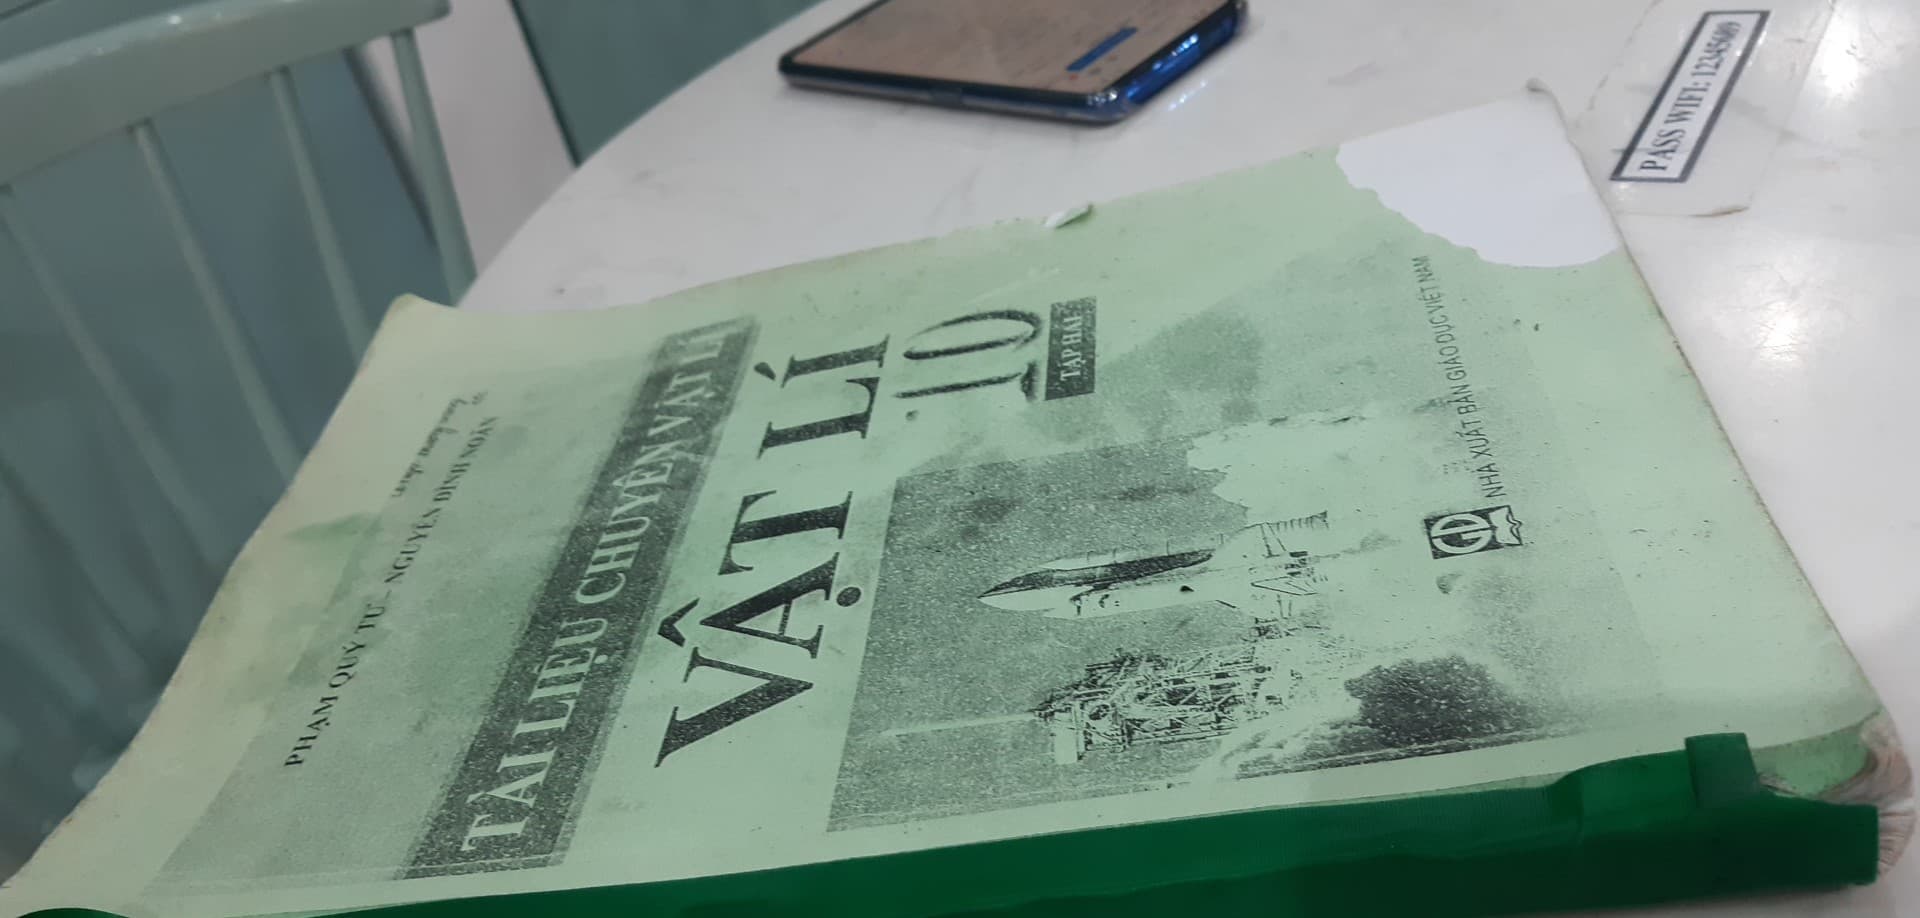 PHẠM QUÝ TƯ – NGUYỄN ĐÌNH NOÃN
TÀI LIỆU CHUYÊN VẬT LÍ
VẬT LÍ
10
TẬP HAI
GD
NHÀ XUẤT BẢN GIÁO DỤC VIỆT NAM
PASS WIFI: 12345609